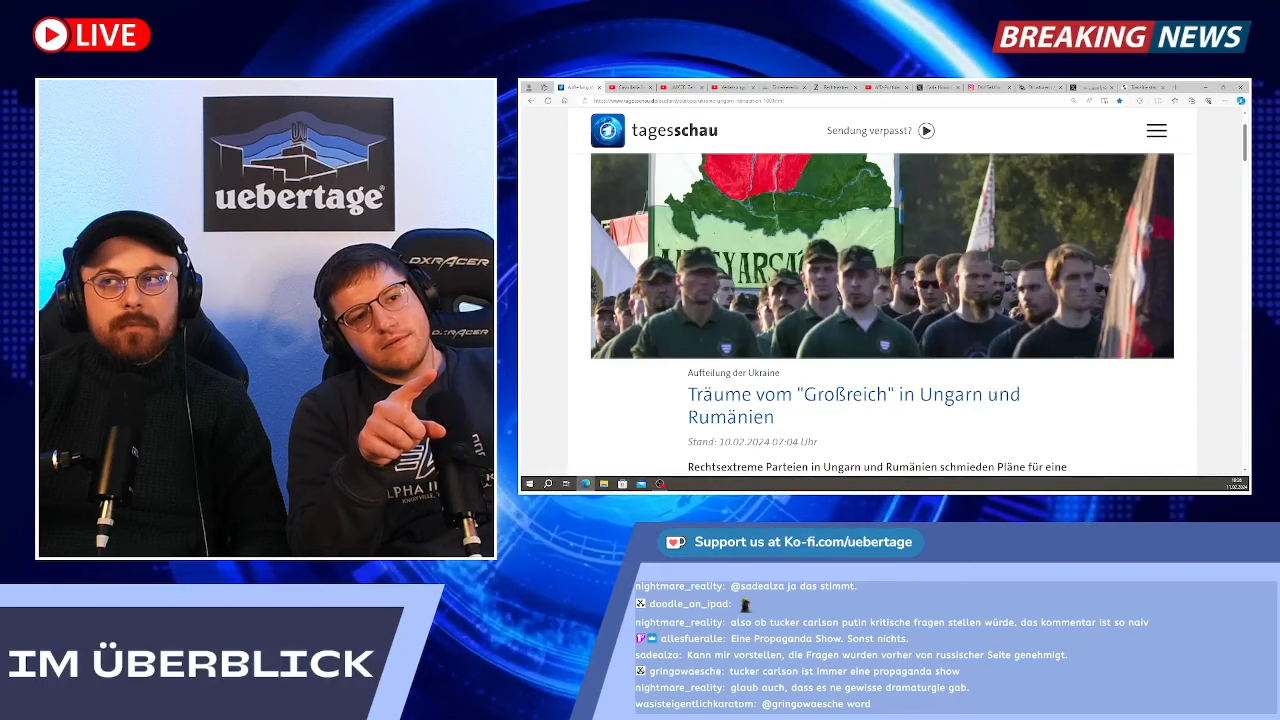 LIVE
BREAKING NEWS
uebertage®
DXRACER
DXRACER
ALPHA IN
KNOXVILLE, T
tagesschau
Sendung verpasst?
Aufteilung der Ukraine
Träume vom "Großreich" in Ungarn und
Rumänien
Stand: 10.02.2024 07:04 Uhr
Rechtsextreme Parteien in Ungarn und Rumänien schmieden Pläne für eine
Support us at Ko-fi.com/uebertage
nightmare_reality: @sadealza ja das stimmt.
doodle_on_ipad:
nightmare_reality: also ob tucker carlson putin kritische fragen stellen würde. das kommentar ist so naiv
allesfueralle: Eine Propaganda Show. Sonst nichts.
sadealza: Kann mir vorstellen, die Fragen wurden vorher von russischer Seite genehmigt.
gringowaesche: tucker carlson ist immer eine propaganda show
nightmare_reality: glaub auch, dass es ne gewisse dramaturgie gab.
wasisteigentlichkaratom: @gringowaesche word
IM ÜBERBLICK